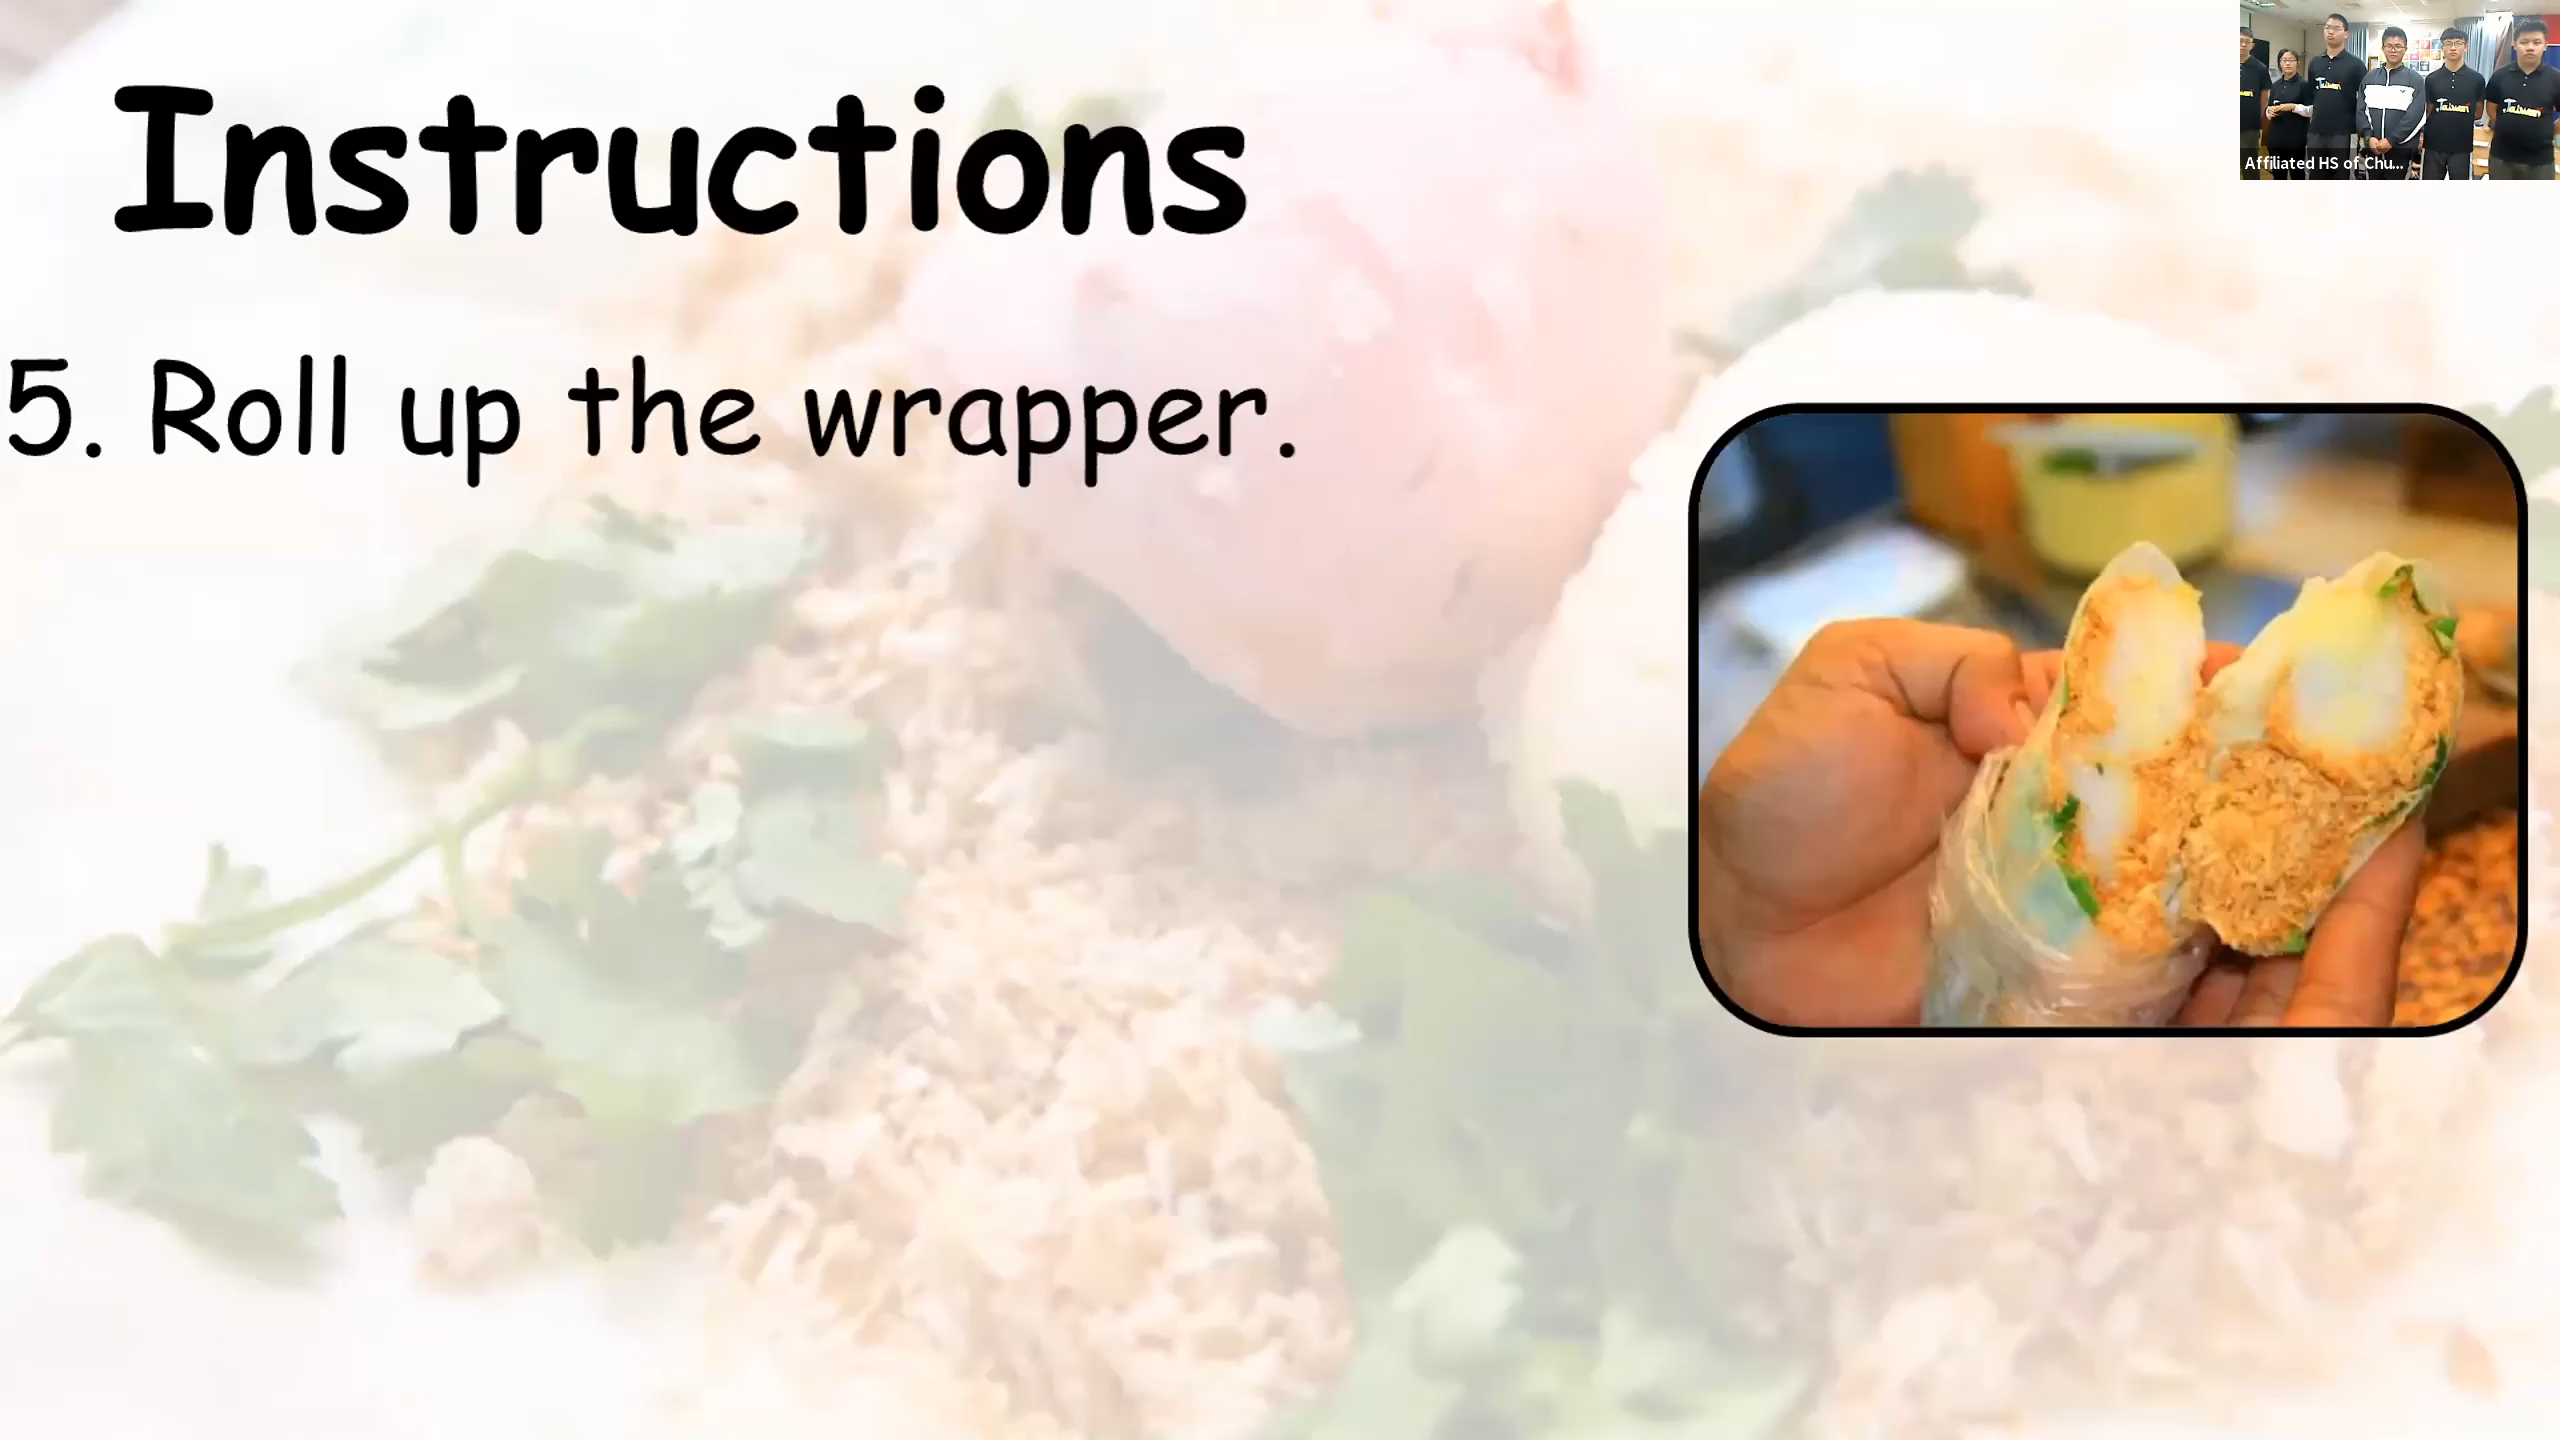 Instructions
5. Roll up the wrapper.
Affiliated HS of Chu...